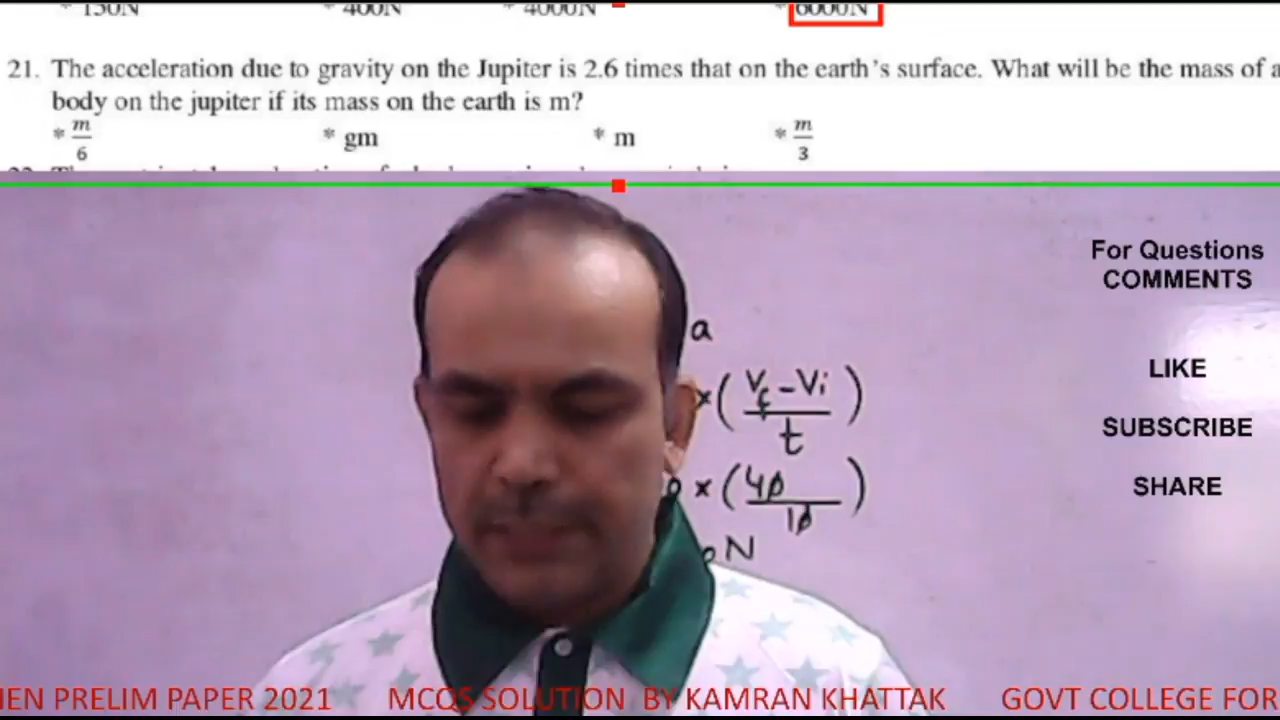 * 150N * 400N * 4000N * 6000N
21. The acceleration due to gravity on the Jupiter is 2.6 times that on the earth's surface. What will be the mass of a
body on the jupiter if its mass on the earth is m?
* m/6 * gm * m * m/3
For Questions
COMMENTS
a
×(Vf-Vi/t)
LIKE
SUBSCRIBE
0 × (40/10)
SHARE
0N
IEN PRELIM PAPER 2021 MCQS SOLUTION BY KAMRAN KHATTAK GOVT COLLEGE FOR